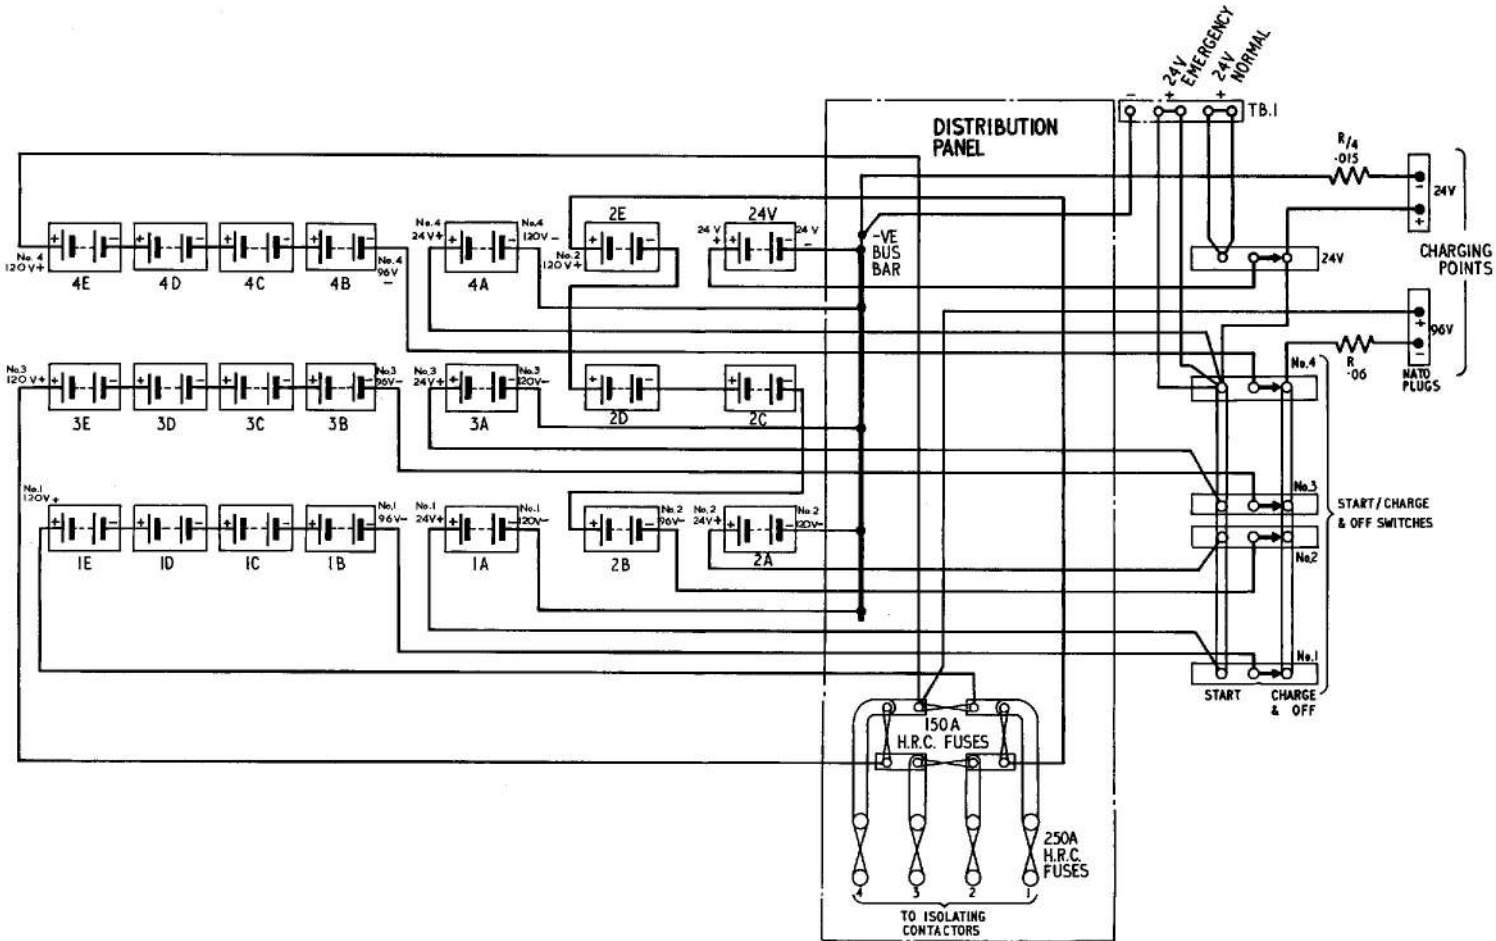 24V
EMERGENCY
24V
NORMAL
- + +
TB.1
DISTRIBUTION
PANEL
R/4
.015
-
24V
+
CHARGING
POINTS
2E
24V
No.4
24V+
No.4
120V-
24V
+
24V
-
-VE
BUS
BAR
No.4
120V+
No.4
96V
-
No.2
120V+
24V
4E 4D 4C 4B 4A
+
96V
-
R
.06
NATO
PLUGS
No.4
No.3
120V+
No.3
96V-
No.3
24V+
No.3
120V-
3E 3D 3C 3B 3A 2D 2C
No.1
120V+
No.1
96V-
No.1
24V+
No.1
120V-
No.2
96V-
No.2
24V+
No.2
120V-
1E 1D 1C 1B 1A 2B 2A
No.3
START/CHARGE
& OFF SWITCHES
No.2
No.1
START
CHARGE
& OFF
150A
H.R.C. FUSES
250A
H.R.C.
FUSES
4 3 2 1
TO ISOLATING
CONTACTORS